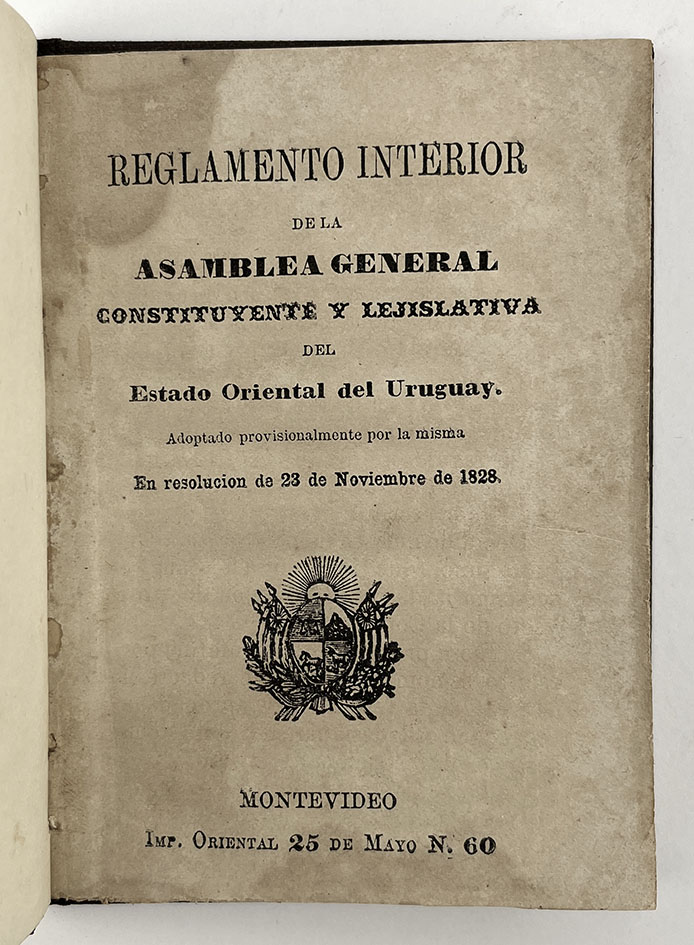 REGLAMENTO INTERIOR
DE LA
ASAMBLEA GENERAL
CONSTITUYENTE Y LEJISLATIVA
DEL
Estado Oriental del Uruguay.
Adoptado provisionalmente por la misma
En resolucion de 23 de Noviembre de 1828.
MONTEVIDEO
IMP. ORIENTAL 25 DE MAYO N. 60